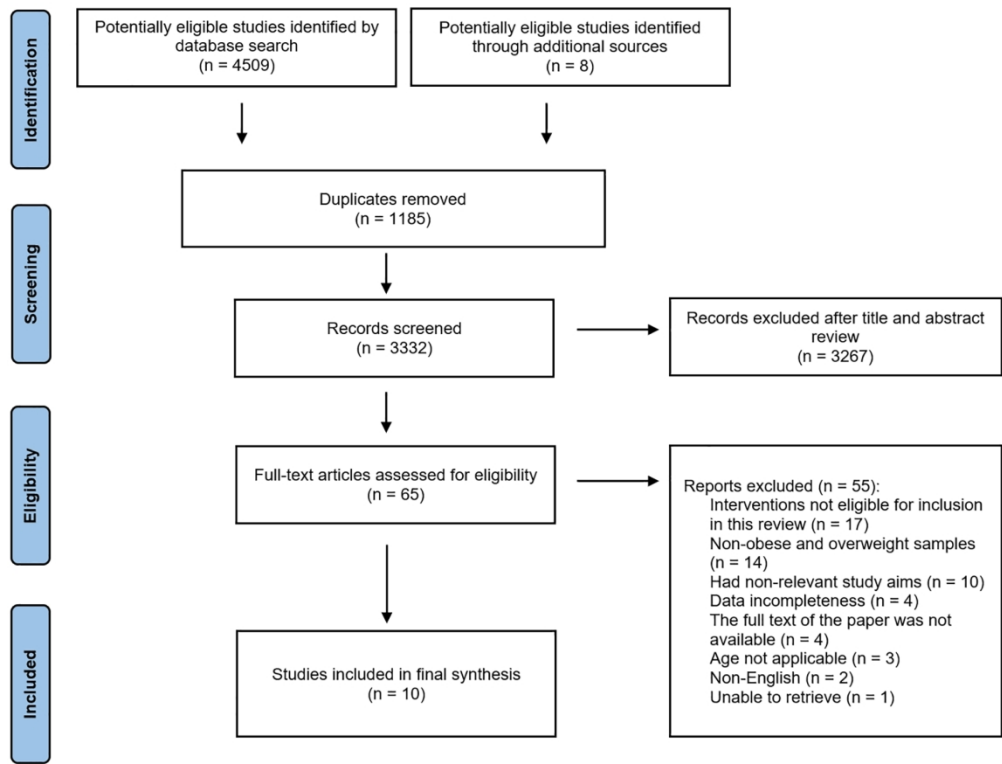 Identification
Potentially eligible studies identified by
database search
(n = 4509)
Potentially eligible studies identified
through additional sources
(n = 8)
Duplicates removed
(n = 1185)
Screening
Records screened
(n = 3332)
Records excluded after title and abstract
review
(n = 3267)
Eligibility
Full-text articles assessed for eligibility
(n = 65)
Reports excluded (n = 55):
Interventions not eligible for inclusion
in this review (n = 17)
Non-obese and overweight samples
(n = 14)
Had non-relevant study aims (n = 10)
Data incompleteness (n = 4)
The full text of the paper was not
available (n = 4)
Age not applicable (n = 3)
Non-English (n = 2)
Unable to retrieve (n = 1)
Included
Studies included in final synthesis
(n = 10)